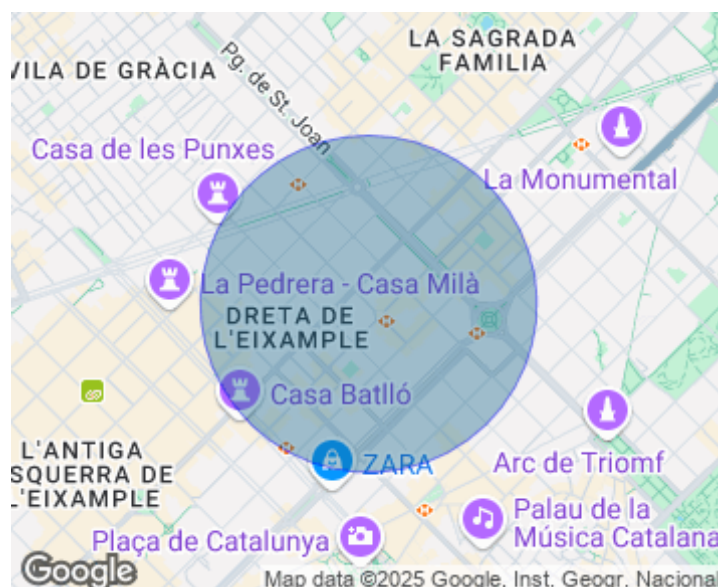 LA SAGRADA
FAMILIA
VILA DE GRÀCIA
Pg. de St. Joan
Casa de les Punxes
La Monumental
La Pedrera - Casa Milà
DRETA DE
L'EIXAMPLE
Casa Batlló
L'ANTIGA
SQUERRA DE
L'EIXAMPLE
ZARA
Arc de Triomf
Plaça de Catalunya
Palau de la
Música Catalana
Google
Map data ©2025 Google, Inst. Geogr. Nacional